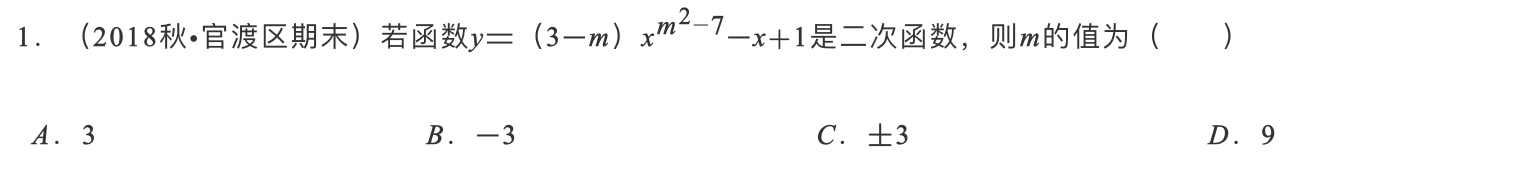 1. (2018秋•官渡区期末)若函数y=(3-m)x^{m^2-7}-x+1是二次函数,则m的值为(  )
A. 3 B. -3 C. ±3 D. 9